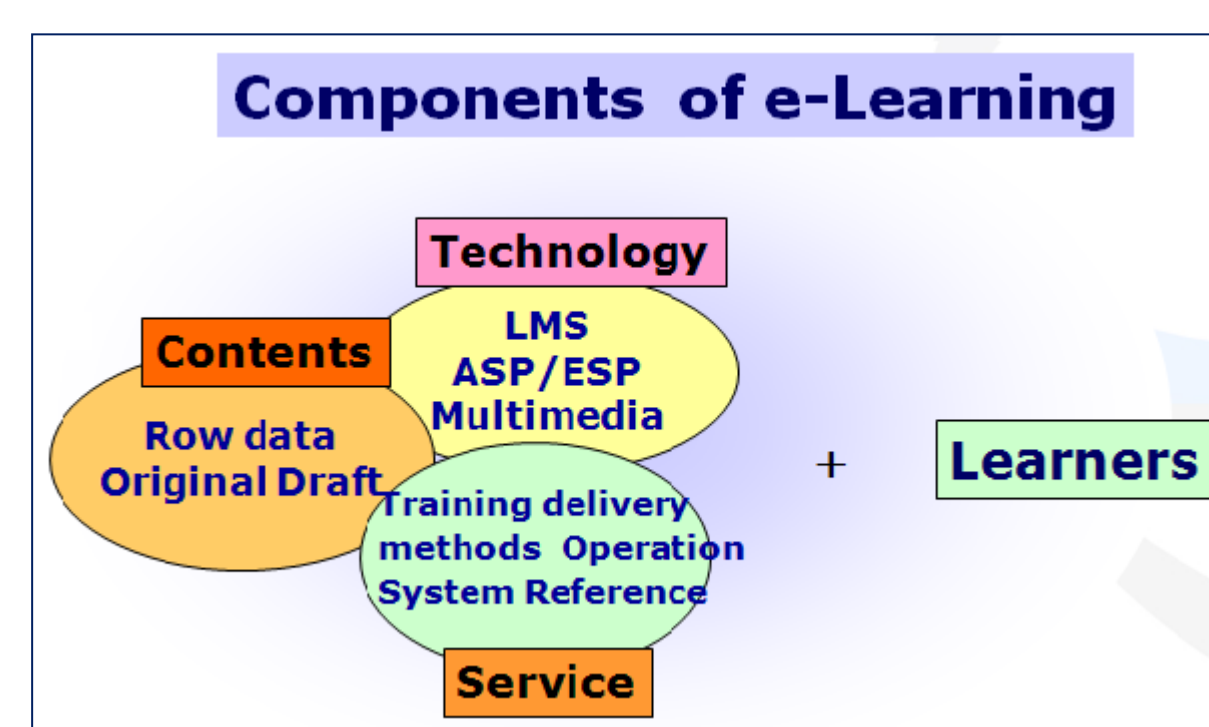 Components of e-Learning
Technology
LMS
ASP/ESP
Multimedia
Contents
Row data
Original Draft
Training delivery
methods Operation
System Reference
Service
+
Learners